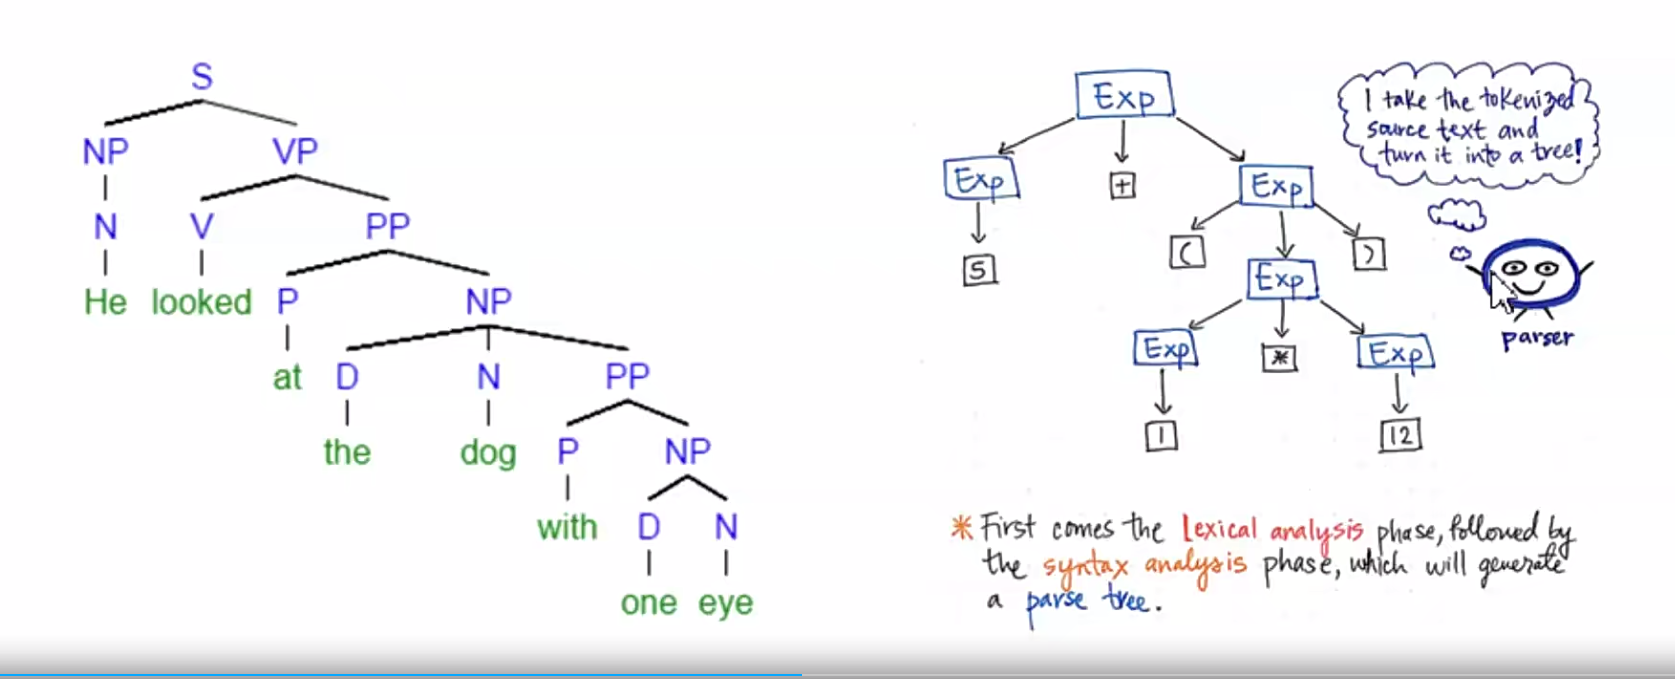 S
NP VP
N V PP
He looked P NP
at D N PP
the dog P NP
with D N
one eye
Exp
Exp + Exp
5 ( Exp )
Exp * Exp
1 12
I take the tokenized
source text and
turn it into a tree!
parser
* First comes the Lexical analysis phase, followed by
the syntax analysis phase, which will generate
a parse tree.